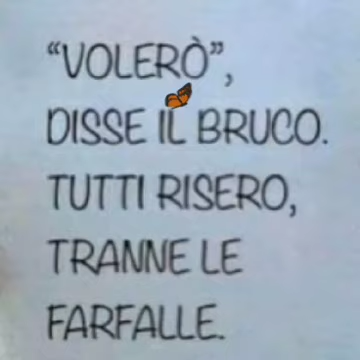 “VOLERÒ”,
DISSE IL BRUCO.
TUTTI RISERO,
TRANNE LE
FARFALLE.